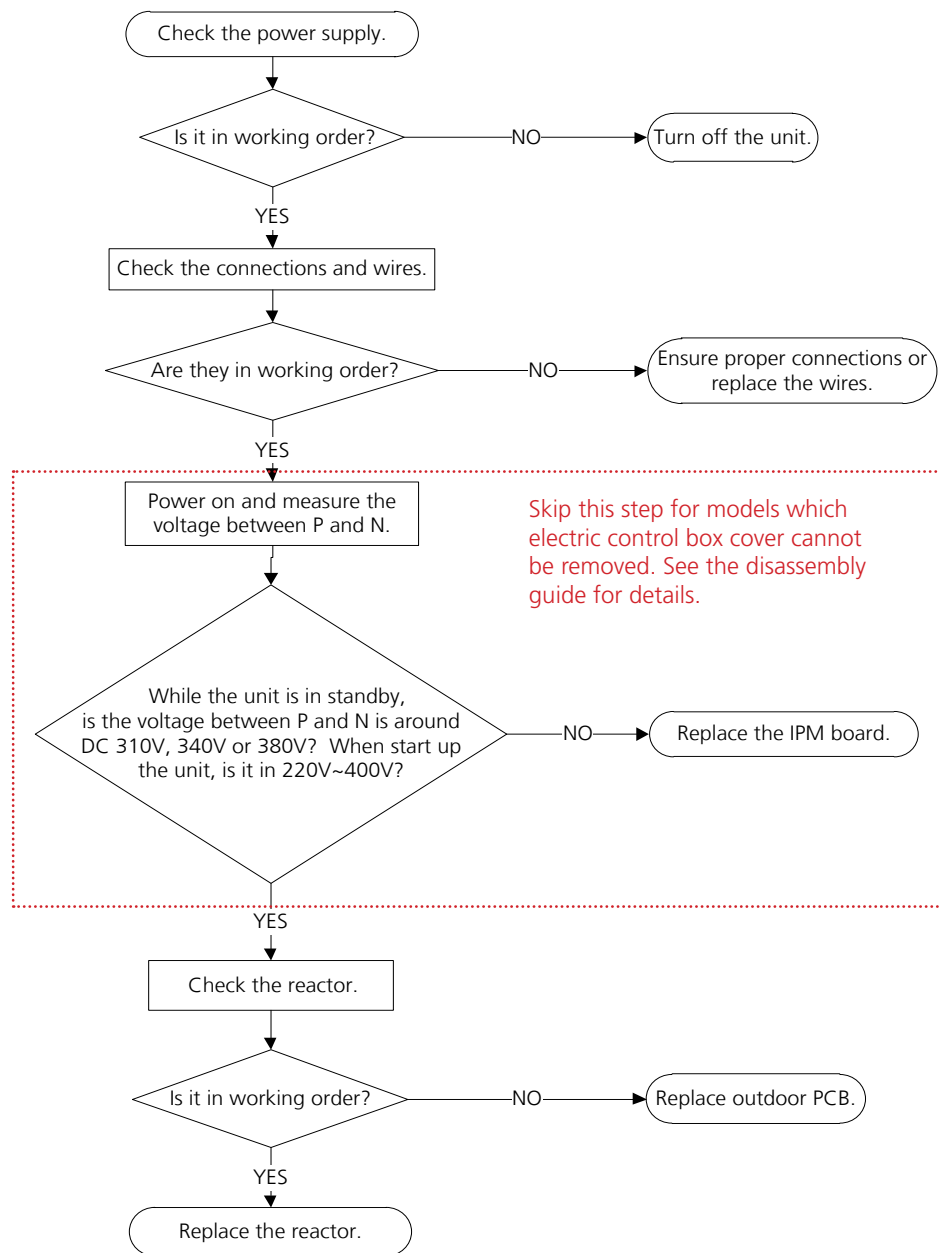 Check the power supply.
Is it in working order?
NO
Turn off the unit.
YES
Check the connections and wires.
Are they in working order?
NO
Ensure proper connections or
replace the wires.
YES
Power on and measure the
voltage between P and N.
Skip this step for models which
electric control box cover cannot
be removed. See the disassembly
guide for details.
While the unit is in standby,
is the voltage between P and N is around
DC 310V, 340V or 380V? When start up
the unit, is it in 220V~400V?
NO
Replace the IPM board.
YES
Check the reactor.
Is it in working order?
NO
Replace outdoor PCB.
YES
Replace the reactor.